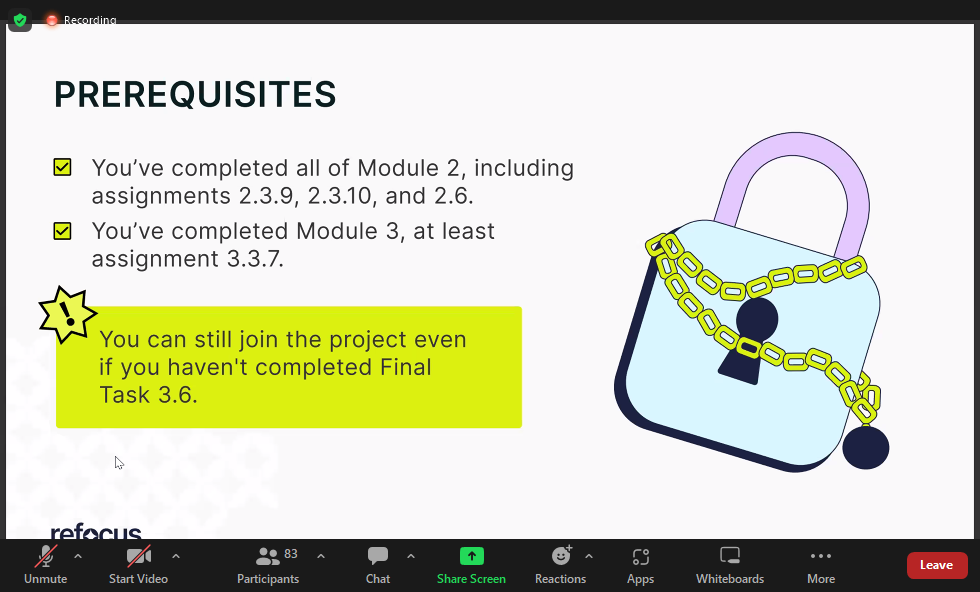 Recording
PREREQUISITES
You’ve completed all of Module 2, including
assignments 2.3.9, 2.3.10, and 2.6.
You’ve completed Module 3, at least
assignment 3.3.7.
!
You can still join the project even
if you haven't completed Final
Task 3.6.
refocus
83
Unmute
Start Video
Participants
Chat
Share Screen
Reactions
Apps
Whiteboards
More
Leave